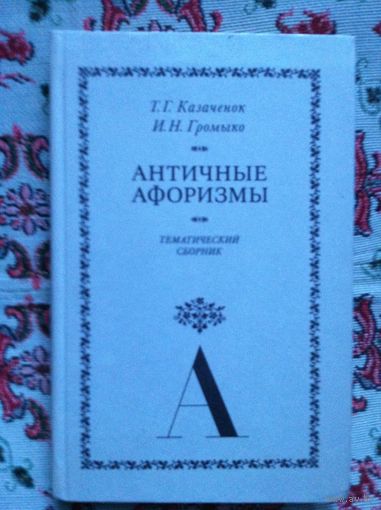 Т. Г. Казаченок
И. Н. Громыко
АНТИЧНЫЕ
АФОРИЗМЫ
ТЕМАТИЧЕСКИЙ
СБОРНИК
А